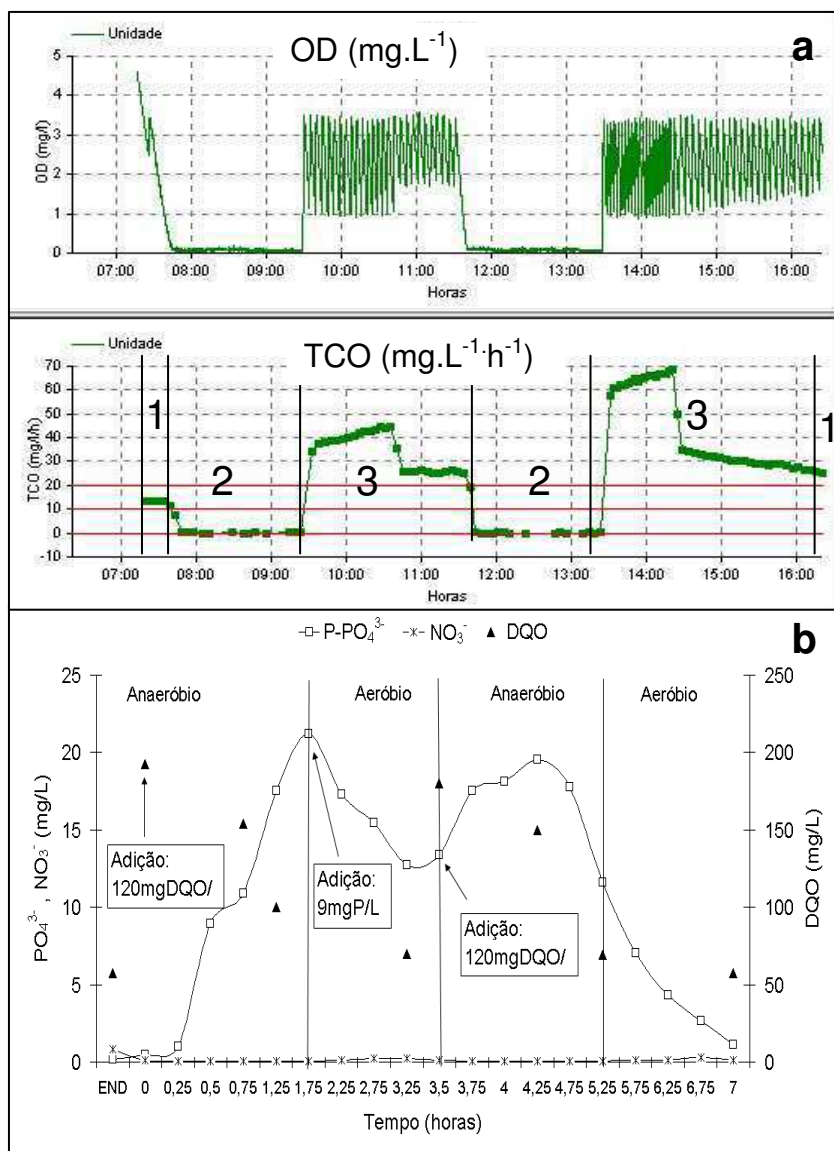 Unidade
OD (mg.L-1)
a
5
4
3
2
1
0
OD (mg/l)
07:00 08:00 09:00 10:00 11:00 12:00 13:00 14:00 15:00 16:00
Horas
Unidade
TCO (mg.L-1.h-1)
70
60
50
40
30
20
10
0
-10
TCO (mg/l/h)
1 2 3 2 3 1
07:00 08:00 09:00 10:00 11:00 12:00 13:00 14:00 15:00 16:00
Horas
P-PO4 3- NO3- DQO
b
25 250
Anaeróbio Aeróbio Anaeróbio Aeróbio
20 200
15 150
10 100
5 50
0 0
Adição:
120mgDQO/
Adição:
9mgP/L
Adição:
120mgDQO/
PO4 3- , NO3- (mg/L)
DQO (mg/L)
END 0 0,25 0,5 0,75 1,25 1,75 2,25 2,75 3,25 3,5 3,75 4 4,25 4,75 5,25 5,75 6,25 6,75 7
Tempo (horas)